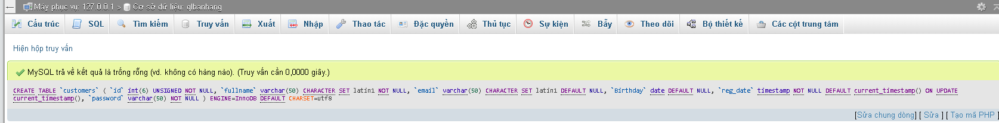 Máy phục vụ: 127.0.0.1 » Cơ sở dữ liệu: qlbanhang
Cấu trúc SQL Tìm kiếm Truy vấn Xuất Nhập Thao tác Đặc quyền Thủ tục Sự kiện Bẫy Theo dõi Bộ thiết kế Các cột trung tâm
Hiện hộp truy vấn
MySQL trả về kết quả là trống rỗng (vd. không có hàng nào). (Truy vấn cần 0,0000 giây.)
CREATE TABLE `customers` ( `id` int(6) UNSIGNED NOT NULL, `fullname` varchar(50) CHARACTER SET latin1 NOT NULL, `email` varchar(50) CHARACTER SET latin1 DEFAULT NULL, `Birthday` date DEFAULT NULL, `reg_date` timestamp NOT NULL DEFAULT current_timestamp() ON UPDATE
current_timestamp(), `password` varchar(50) NOT NULL ) ENGINE=InnoDB DEFAULT CHARSET=utf8
[Sửa chung dòng] [ Sửa ] [ Tạo mã PHP ]